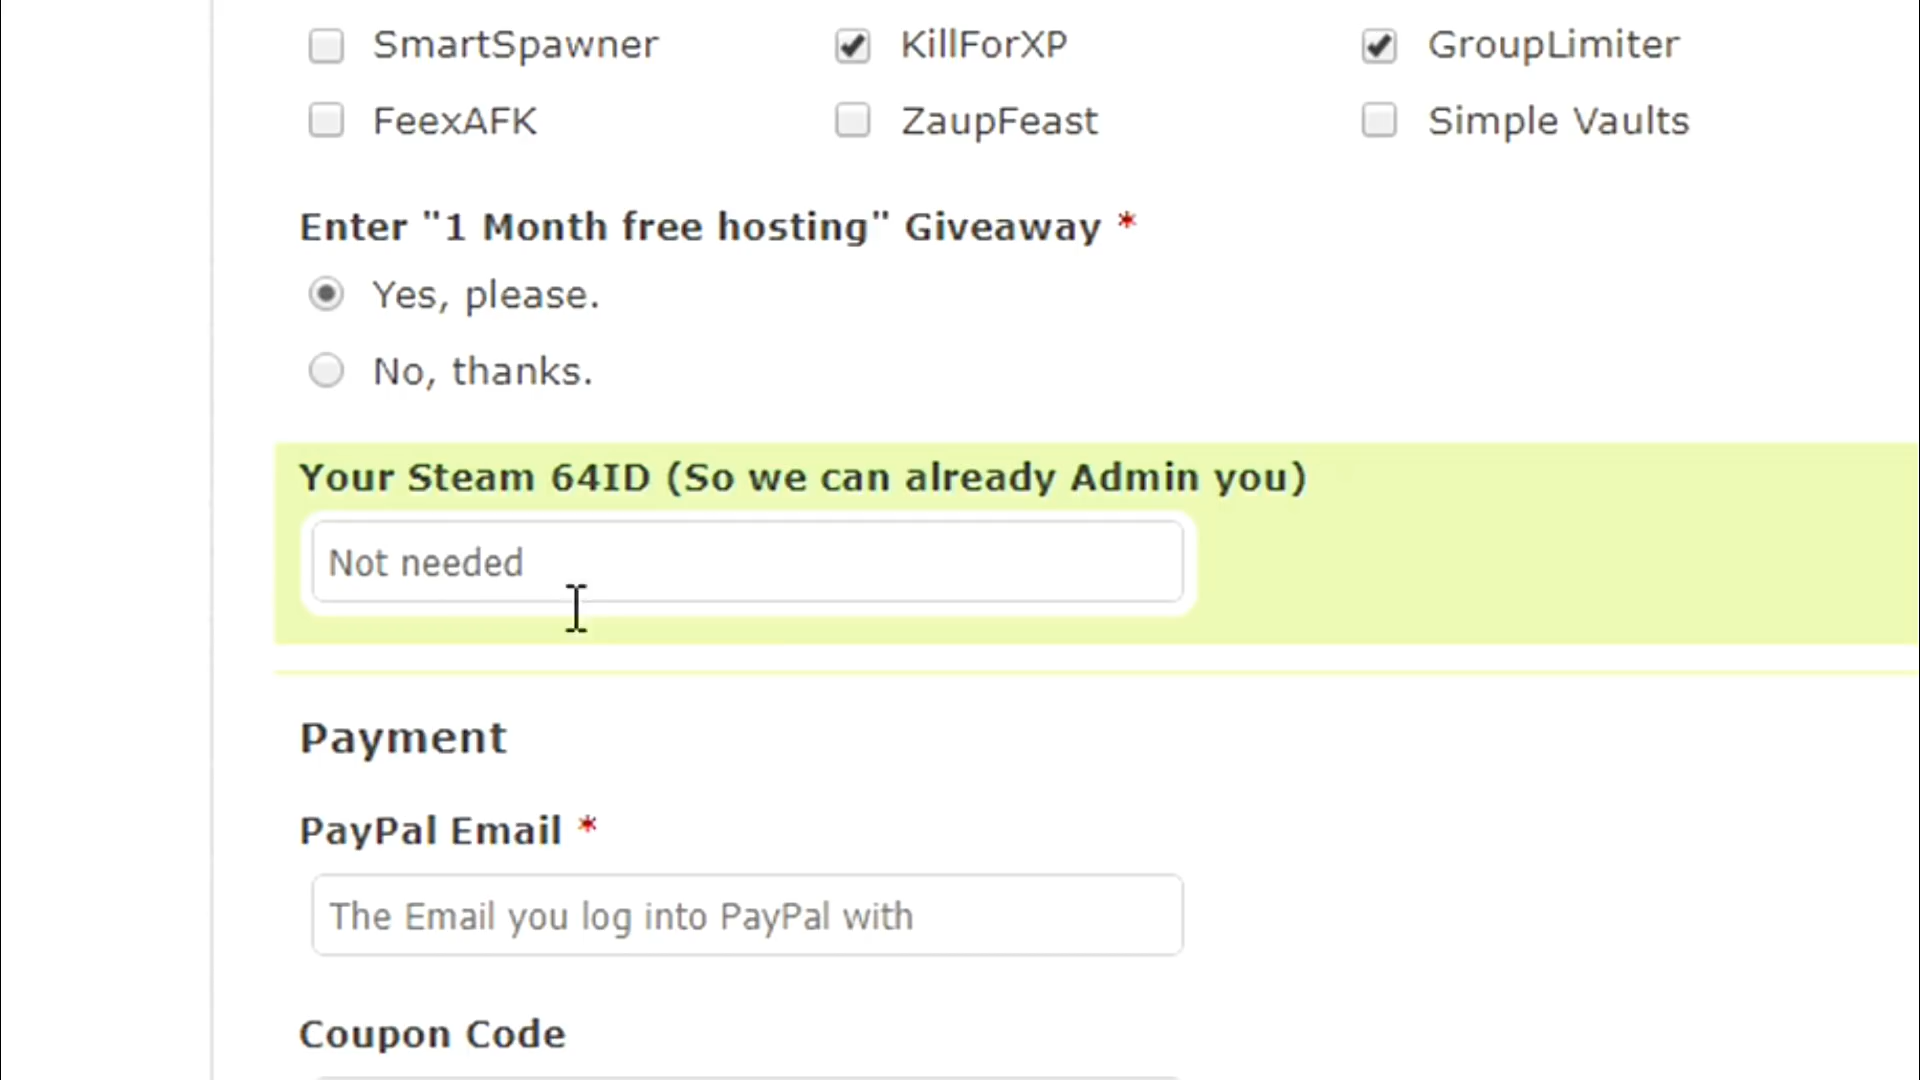 SmartSpawner KillForXP GroupLimiter
FeexAFK ZaupFeast Simple Vaults
Enter "1 Month free hosting" Giveaway *
Yes, please.
No, thanks.
Your Steam 64ID (So we can already Admin you)
Not needed
Payment
PayPal Email *
The Email you log into PayPal with
Coupon Code